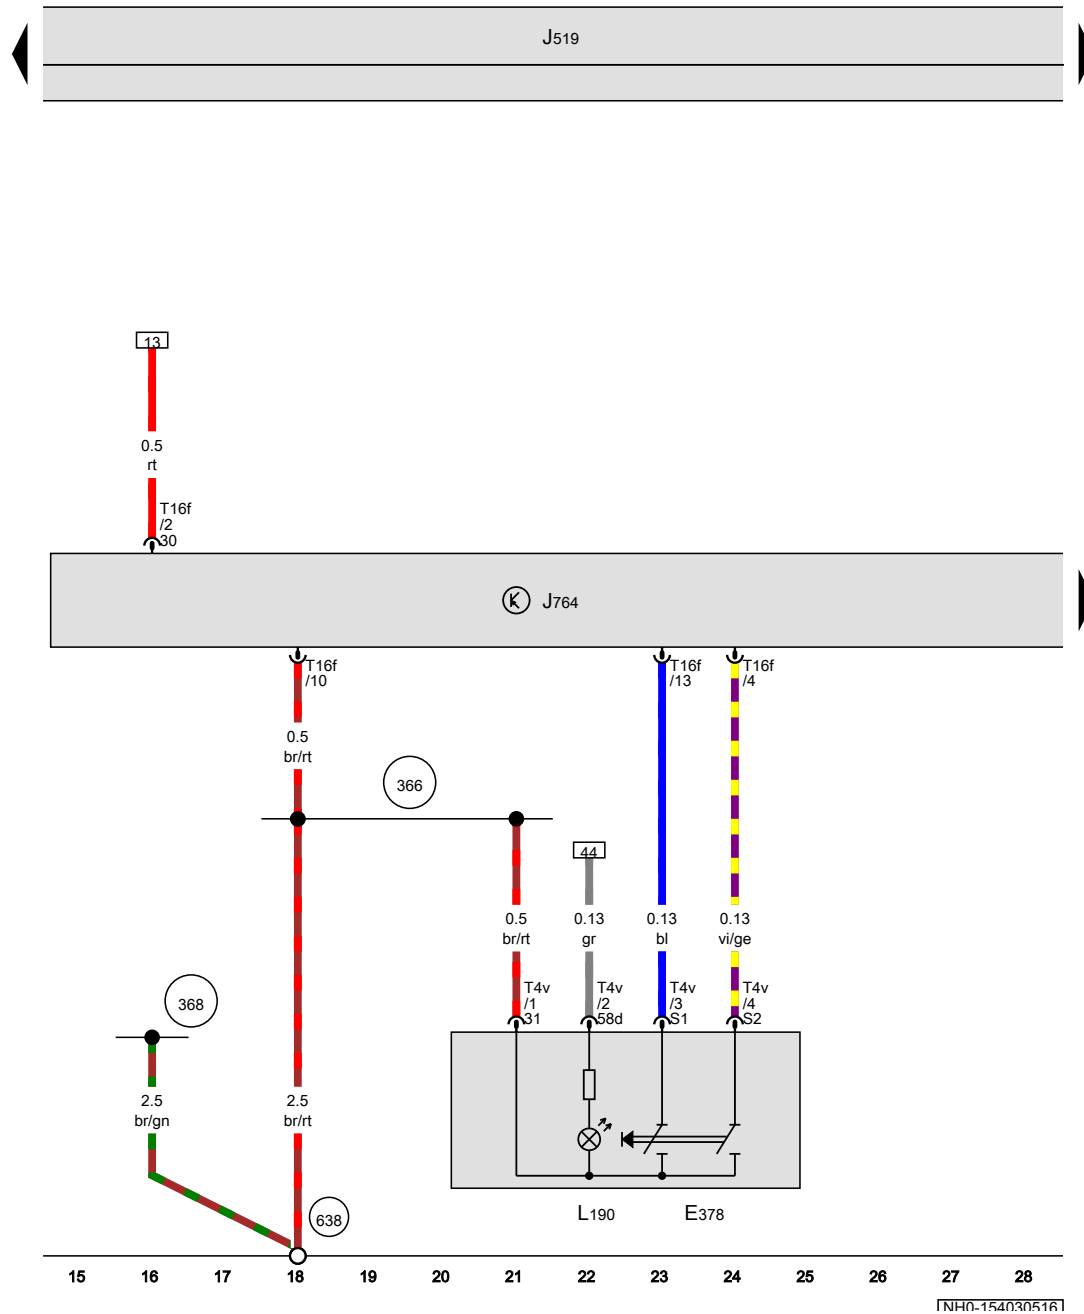 J519
13
0.5
rt
T16f
/2
30
J764
T16f
/10
T16f
/13
T16f
/4
0.5
br/rt
366
44
0.5
br/rt
0.13
gr
0.13
bl
0.13
vi/ge
T4v
/1
31
T4v
/2
58d
T4v
/3
S1
T4v
/4
S2
368
2.5
br/gn
2.5
br/rt
638
L190
E378
15 16 17 18 19 20 21 22 23 24 25 26 27 28
NH0-154030516